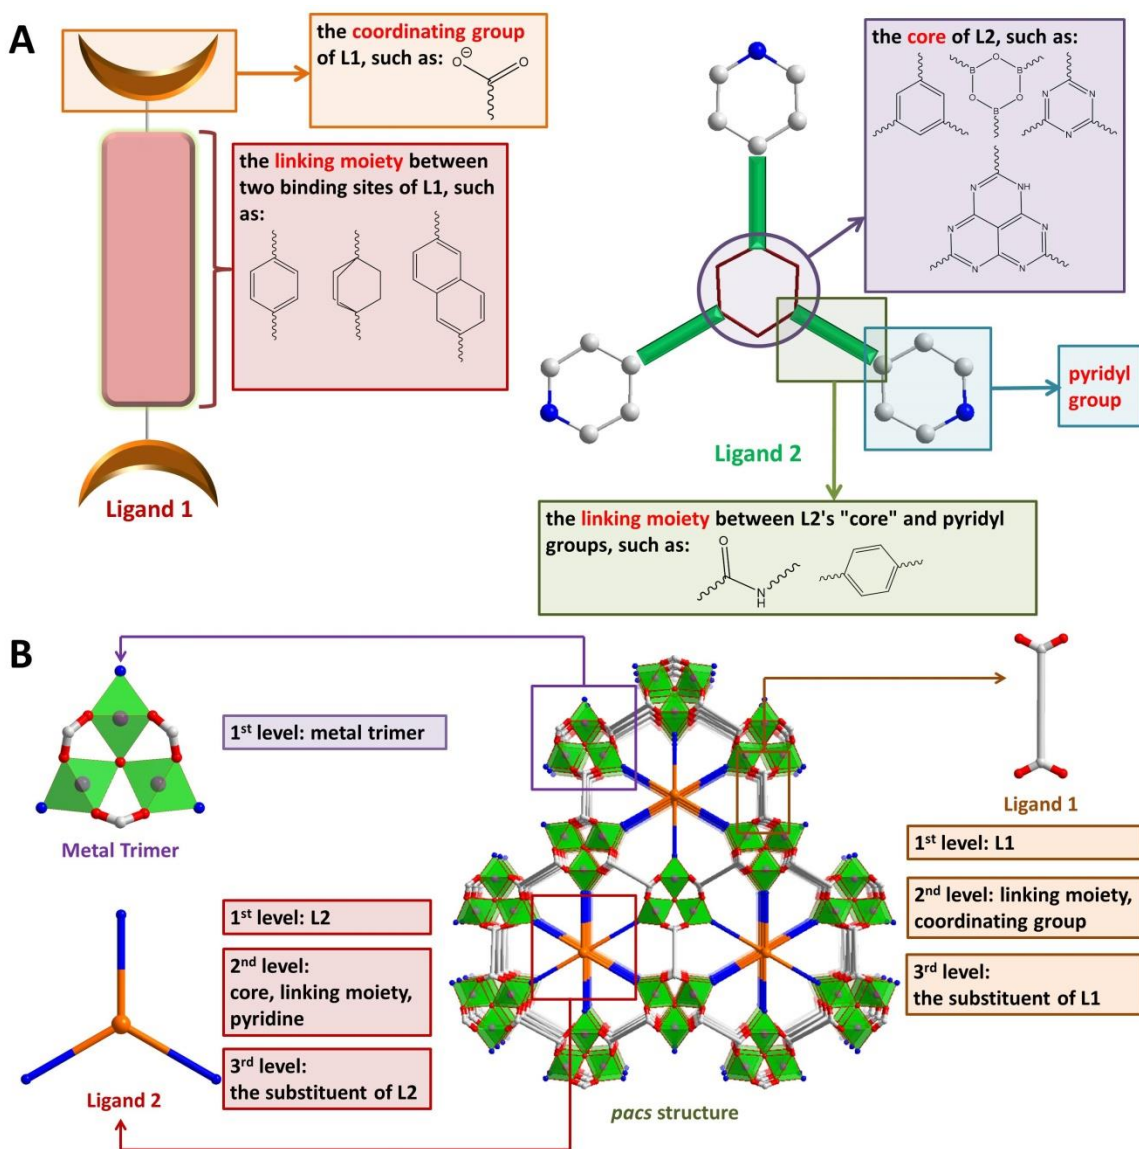 A
the coordinating group
of L1, such as:
⊖
O
O
the linking moiety between
two binding sites of L1, such
as:
Ligand 1
the core of L2, such as:
O
B
B
O
O
B
N
N
N
N
NH
N
N
N
N
pyridyl
group
Ligand 2
the linking moiety between L2's "core" and pyridyl
groups, such as:
O
N
H
B
1st level: metal trimer
Metal Trimer
1st level: L2
2nd level:
core, linking moiety,
pyridine
3rd level:
the substituent of L2
Ligand 2
pacs structure
Ligand 1
1st level: L1
2nd level: linking moiety,
coordinating group
3rd level:
the substituent of L1